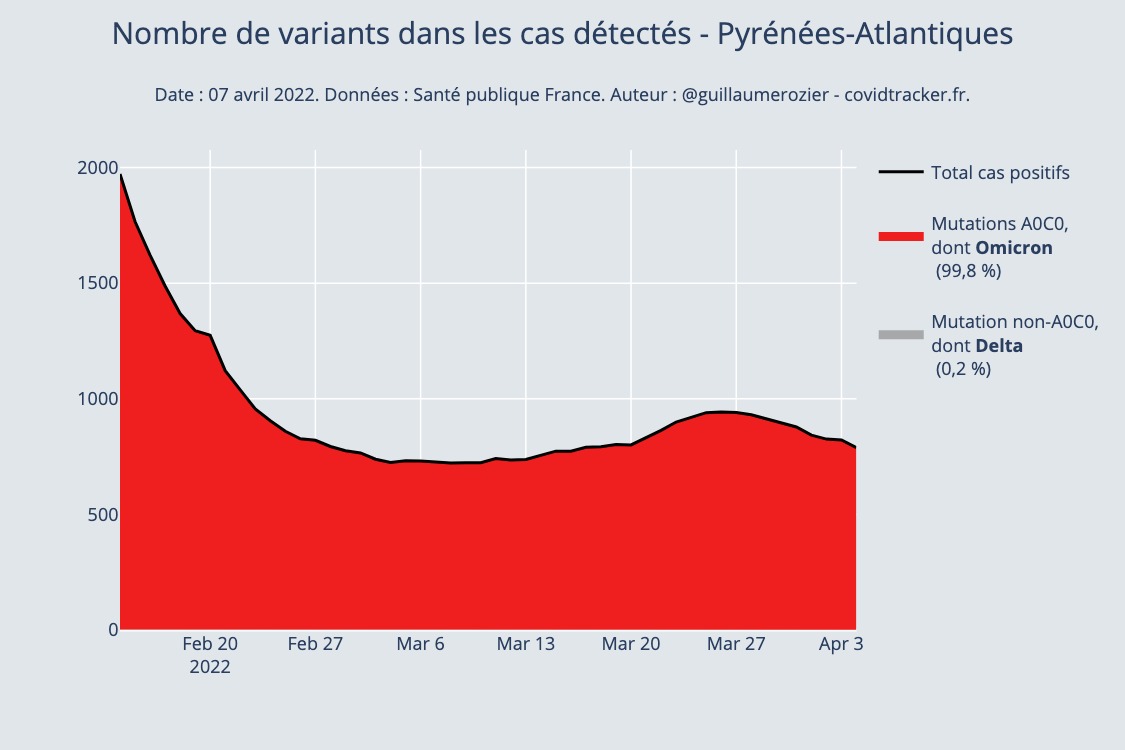 Nombre de variants dans les cas détectés - Pyrénées-Atlantiques
Date : 07 avril 2022. Données : Santé publique France. Auteur : @guillaumerozier - covidtracker.fr.
2000
1500
1000
500
0
Feb 20
2022
Feb 27
Mar 6
Mar 13
Mar 20
Mar 27
Apr 3
Total cas positifs
Mutations A0C0,
dont Omicron
(99,8 %)
Mutation non-A0C0,
dont Delta
(0,2 %)